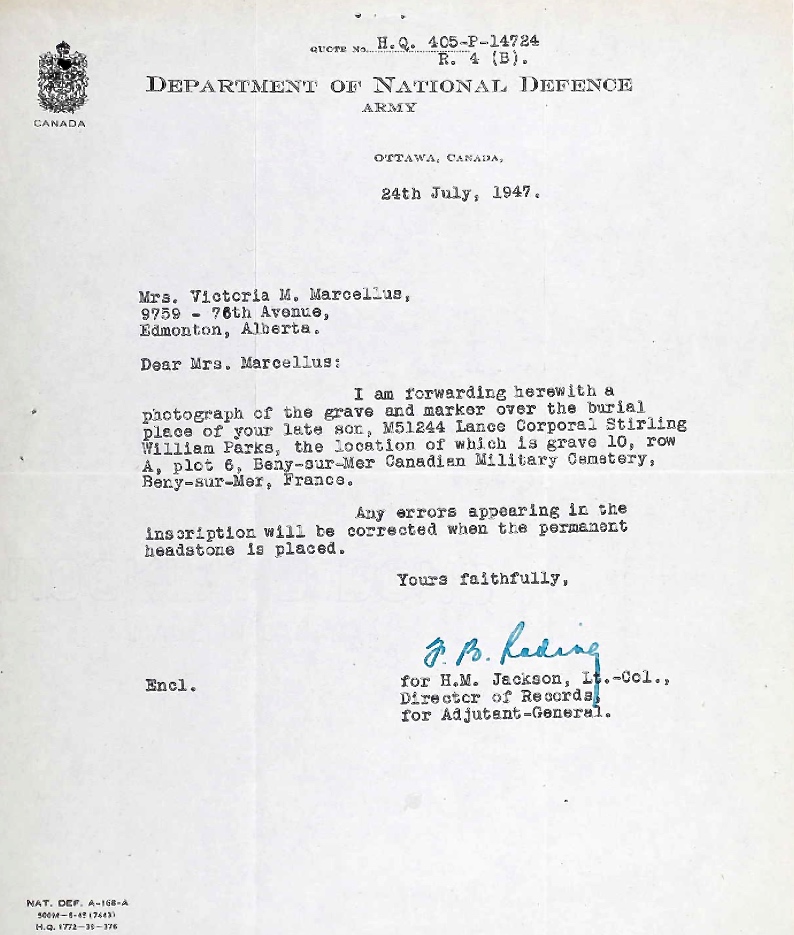 QUOTE No. H.Q. 405-P-14724
R. 4 (B).
DEPARTMENT OF NATIONAL DEFENCE
ARMY
CANADA
OTTAWA, CANADA,
24th July, 1947.
Mrs. Victoria M. Marcellus,
9759 - 76th Avenue,
Edmonton, Alberta.
Dear Mrs. Marcellus:
I am forwarding herewith a
photograph of the grave and marker over the burial
place of your late son, M51244 Lance Corporal Stirling
William Parks, the location of which is grave 10, row
A, plot 6, Beny-sur-Mer Canadian Military Cemetery,
Beny-sur-Mer, France.
Any errors appearing in the
inscription will be corrected when the permanent
headstone is placed.
Yours faithfully,
B.
for H.M. Jackson, Lt.-Col.,
Encl.
Director of Records,
for Adjutant-General.
NAT. DEF. A-168-A
H.Q. 1772-39-376